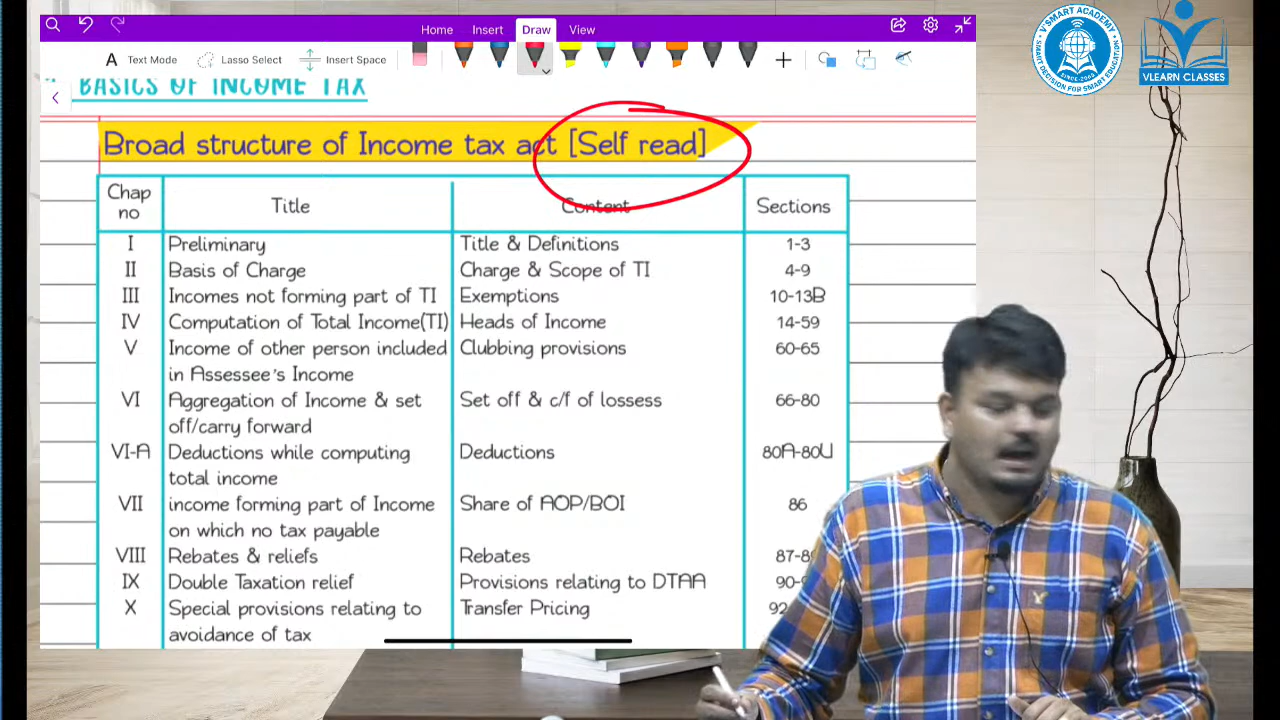 Home Insert Draw View
A Text Mode Lasso Select Insert Space
BASICS OF INCOME TAX
Broad structure of Income tax act [Self read]
Chap no Title Content Sections
I Preliminary Title & Definitions 1-3
II Basis of Charge Charge & Scope of TI 4-9
III Incomes not forming part of TI Exemptions 10-13B
IV Computation of Total Income(TI) Heads of Income 14-59
V Income of other person included Clubbing provisions 60-65
in Assessee's Income
VI Aggregation of Income & set Set off & c/f of lossess 66-80
off/carry forward
VI-A Deductions while computing Deductions 80A-80U
total income
VII income forming part of Income Share of AOP/BOI 86
on which no tax payable
VIII Rebates & reliefs Rebates
IX Double Taxation relief Provisions relating to DTAA
X Special provisions relating to Transfer Pricing
avoidance of tax
V'SMART ACADEMY
SMART DECISION FOR SMART EDUCATION
VLEARN CLASSES